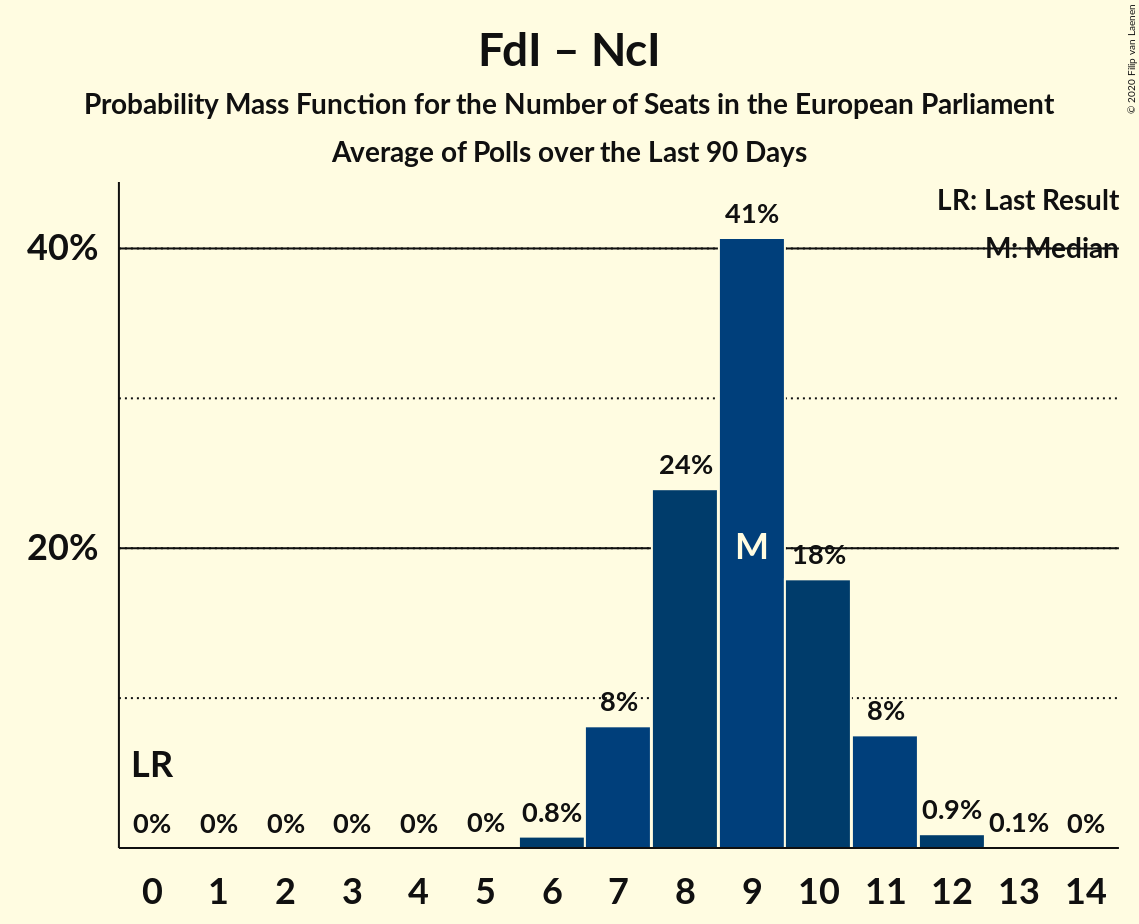 FdI – NcI
Probability Mass Function for the Number of Seats in the European Parliament
Average of Polls over the Last 90 Days
© 2020 Filip van Laenen
LR: Last Result
M: Median
40%
20%
41%
24%
18%
8%
8%
0.8%
0.9%
0.1%
0%
0%
0%
0%
0%
0%
0%
LR
M
0 1 2 3 4 5 6 7 8 9 10 11 12 13 14